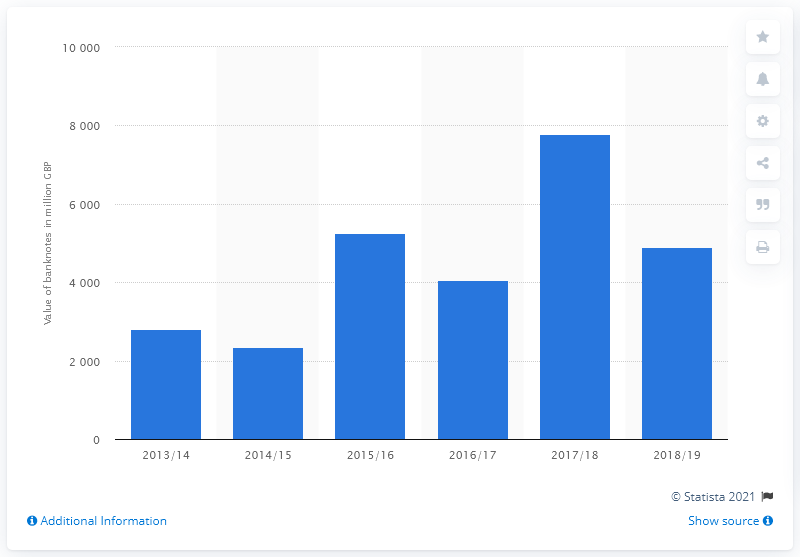 10 000
8 000
6 000
4 000
2 000
0
Value of banknotes in million GBP
2013/14 2014/15 2015/16 2016/17 2017/18 2018/19
© Statista 2021
Additional Information Show source